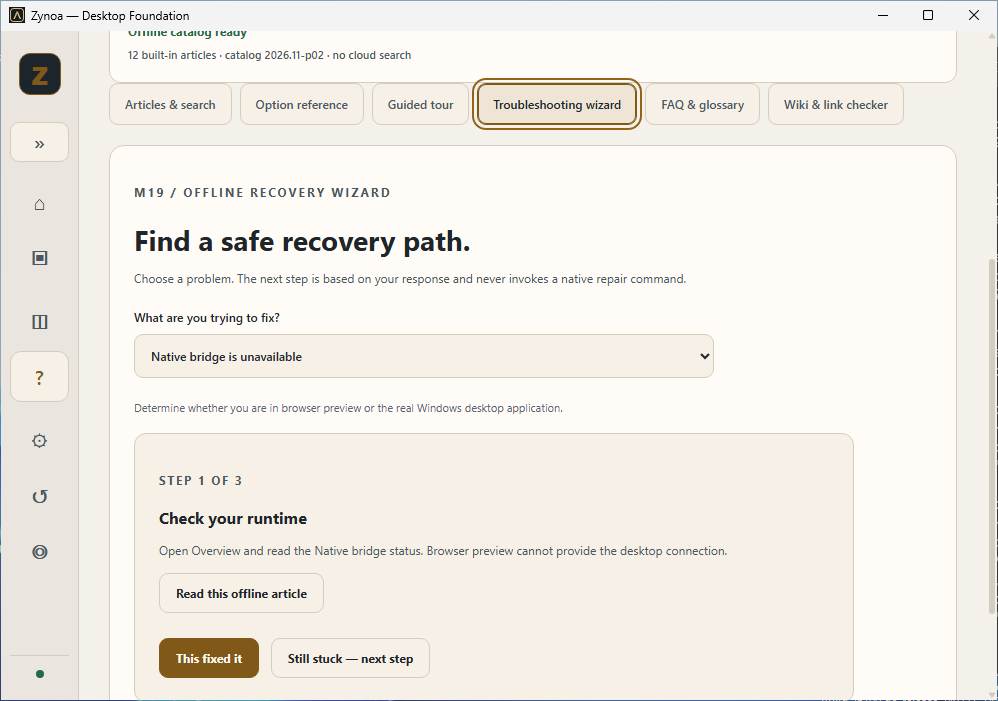 Zynoa — Desktop Foundation
Z
Offline catalog ready
12 built-in articles · catalog 2026.11-p02 · no cloud search
»
Articles & search
Option reference
Guided tour
Troubleshooting wizard
FAQ & glossary
Wiki & link checker
M19 / OFFLINE RECOVERY WIZARD
Find a safe recovery path.
Choose a problem. The next step is based on your response and never invokes a native repair command.
What are you trying to fix?
Native bridge is unavailable
?
Determine whether you are in browser preview or the real Windows desktop application.
STEP 1 OF 3
Check your runtime
Open Overview and read the Native bridge status. Browser preview cannot provide the desktop connection.
Read this offline article
This fixed it
Still stuck — next step